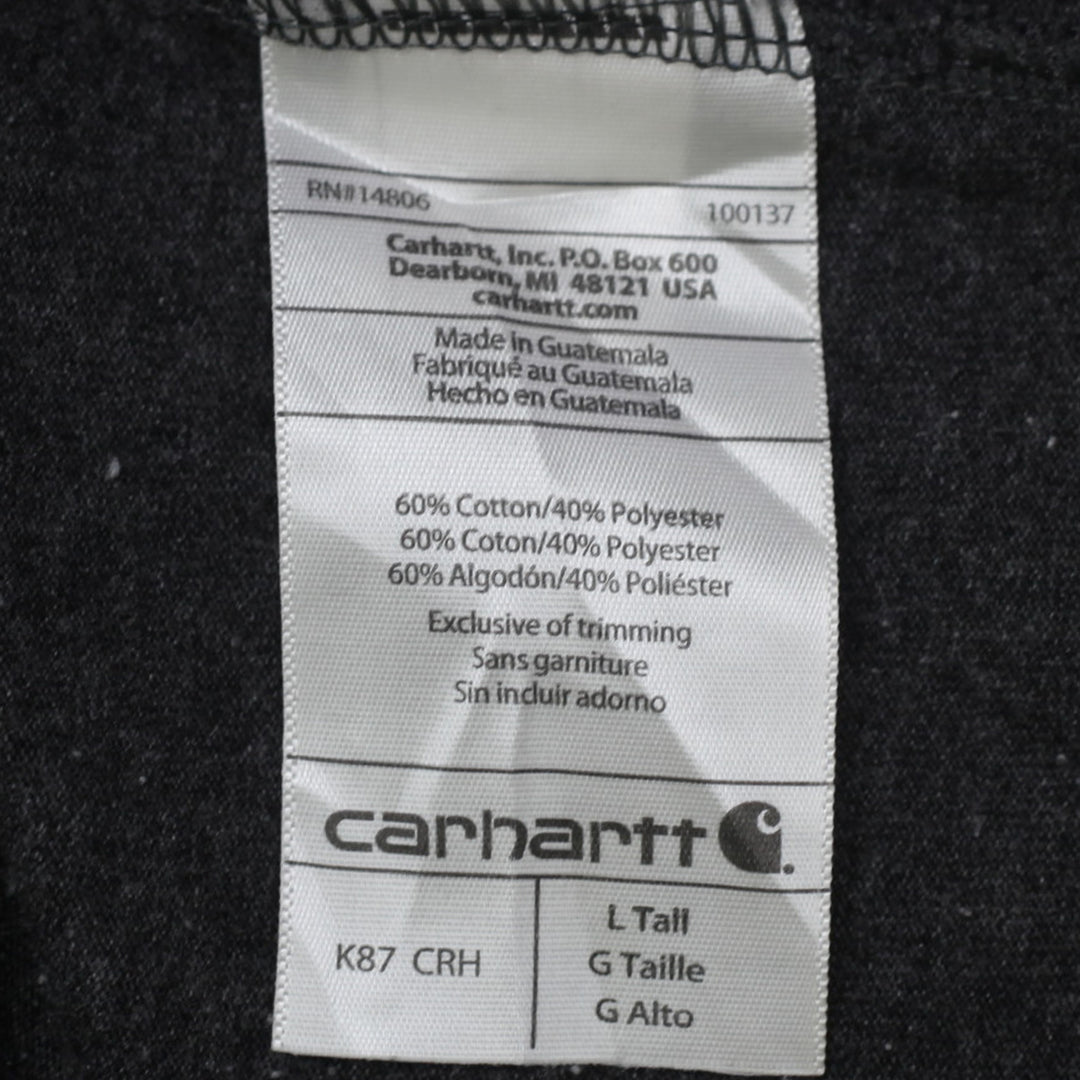 RN#14806 100137
Carhartt, Inc. P.O. Box 600
Dearborn, MI 48121 USA
carhartt.com
Made in Guatemala
Fabriqué au Guatemala
Hecho en Guatemala
60% Cotton/40% Polyester
60% Coton/40% Polyester
60% Algodón/40% Poliéster
Exclusive of trimming
Sans garniture
Sin incluir adorno
carhartt
K87 CRH
L Tall
G Taille
G Alto